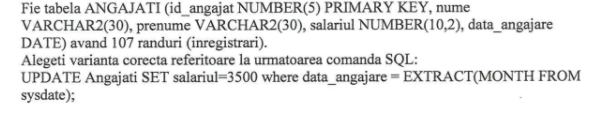 Fie tabela ANGAJATI (id_angajat NUMBER(5) PRIMARY KEY, nume
VARCHAR2(30), prenume VARCHAR2(30), salariul NUMBER(10,2), data_angajare
DATE) avand 107 randuri (inregistrari).
Alegeti varianta corecta referitoare la urmatoarea comanda SQL:
UPDATE Angajati SET salariul=3500 where data_angajare = EXTRACT(MONTH FROM
sysdate);